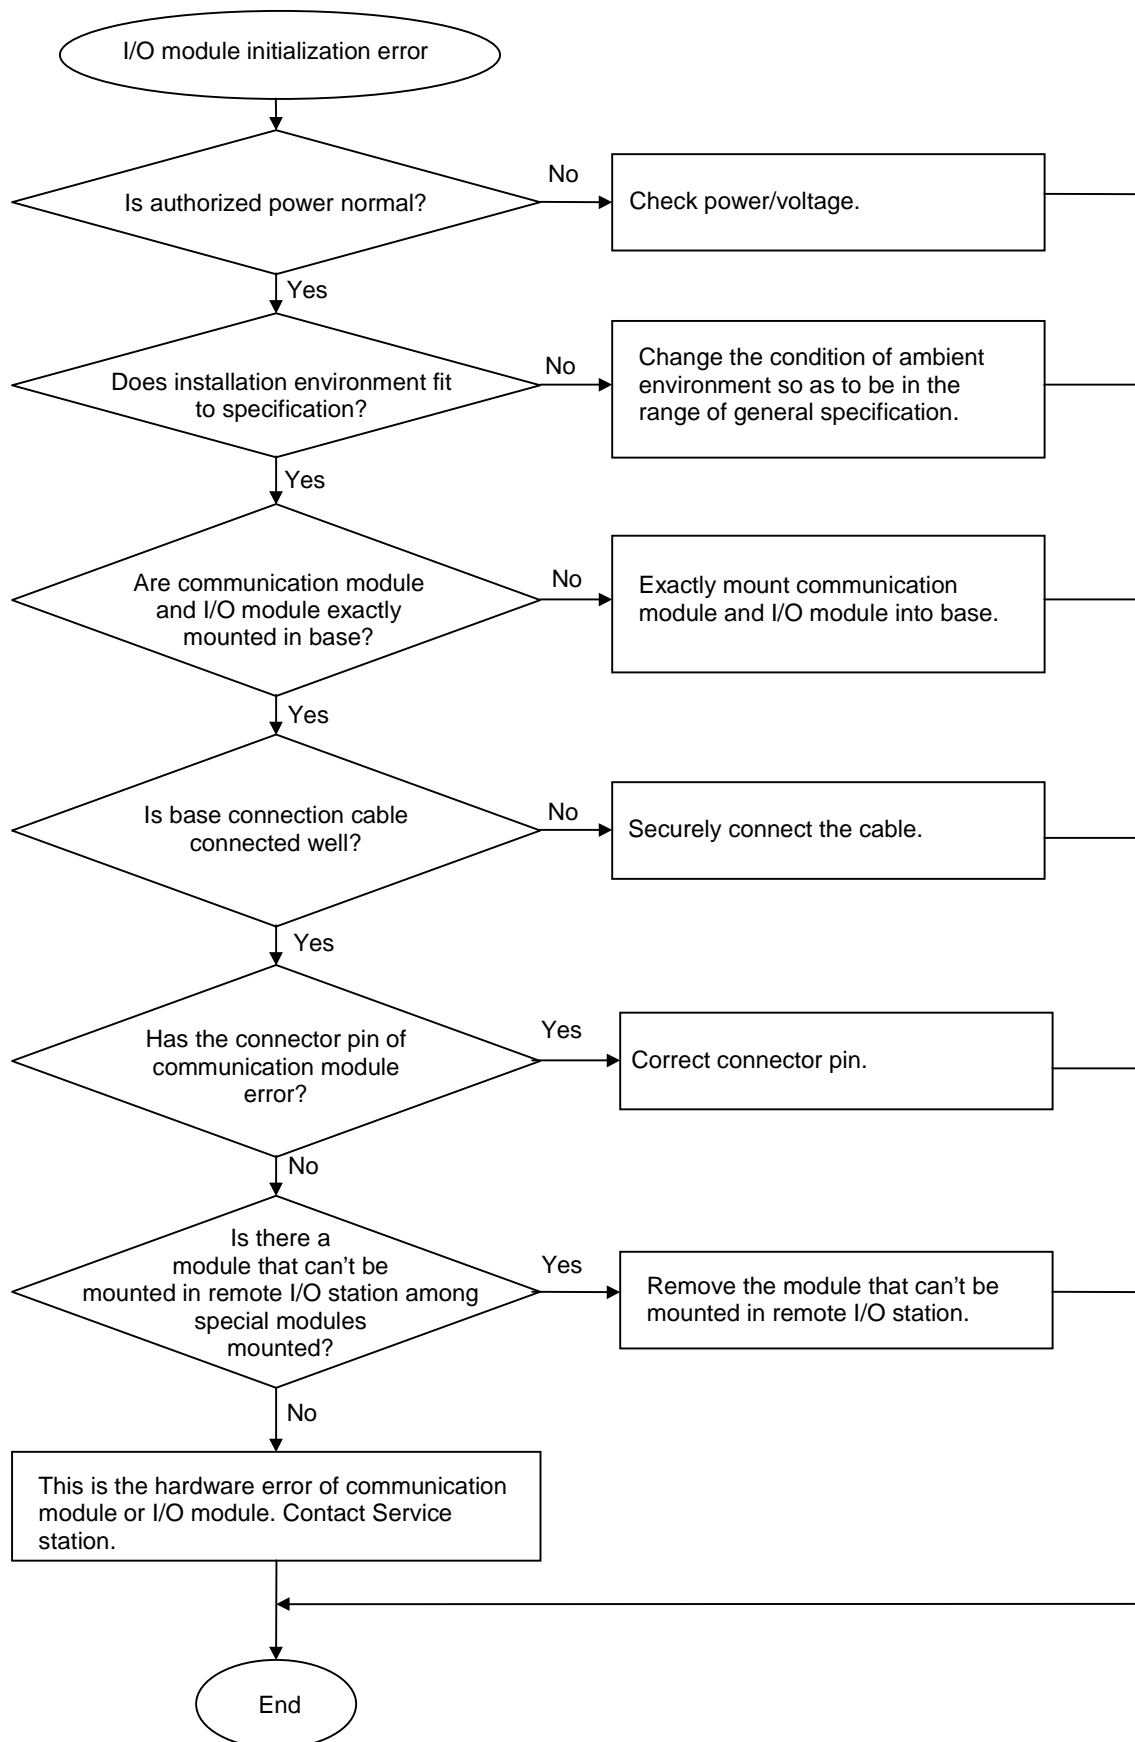 I/O module initialization error
Is authorized power normal?
No
Check power/voltage.
Yes
Does installation environment fit
to specification?
No
Change the condition of ambient
environment so as to be in the
range of general specification.
Yes
Are communication module
and I/O module exactly
mounted in base?
No
Exactly mount communication
module and I/O module into base.
Yes
Is base connection cable
connected well?
No
Securely connect the cable.
Yes
Has the connector pin of
communication module
error?
Yes
Correct connector pin.
No
Is there a
module that can’t be
mounted in remote I/O station among
special modules
mounted?
Yes
Remove the module that can’t be
mounted in remote I/O station.
No
This is the hardware error of communication
module or I/O module. Contact Service
station.
End